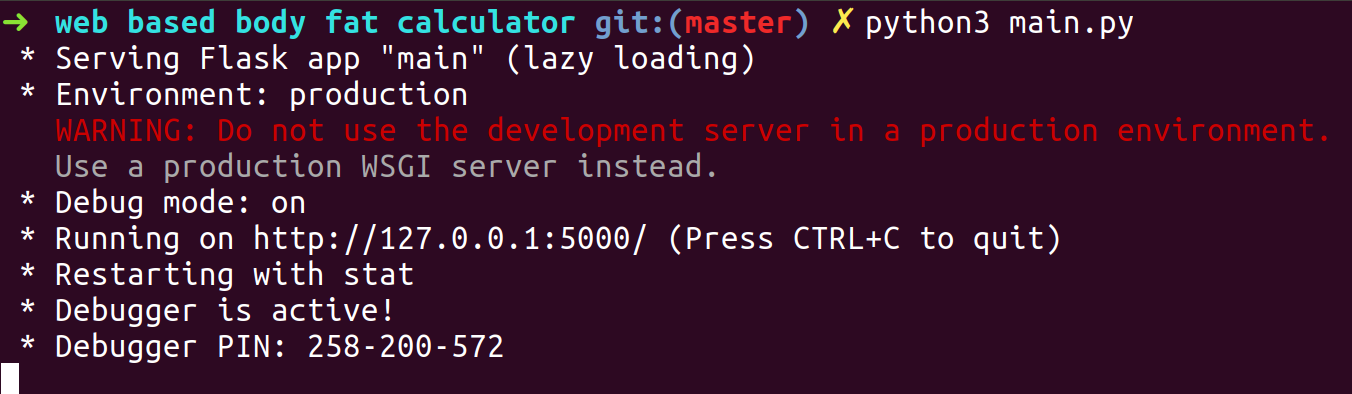 ➜ web based body fat calculator git:(master) ✗ python3 main.py
* Serving Flask app "main" (lazy loading)
* Environment: production
WARNING: Do not use the development server in a production environment.
Use a production WSGI server instead.
* Debug mode: on
* Running on http://127.0.0.1:5000/ (Press CTRL+C to quit)
* Restarting with stat
* Debugger is active!
* Debugger PIN: 258-200-572